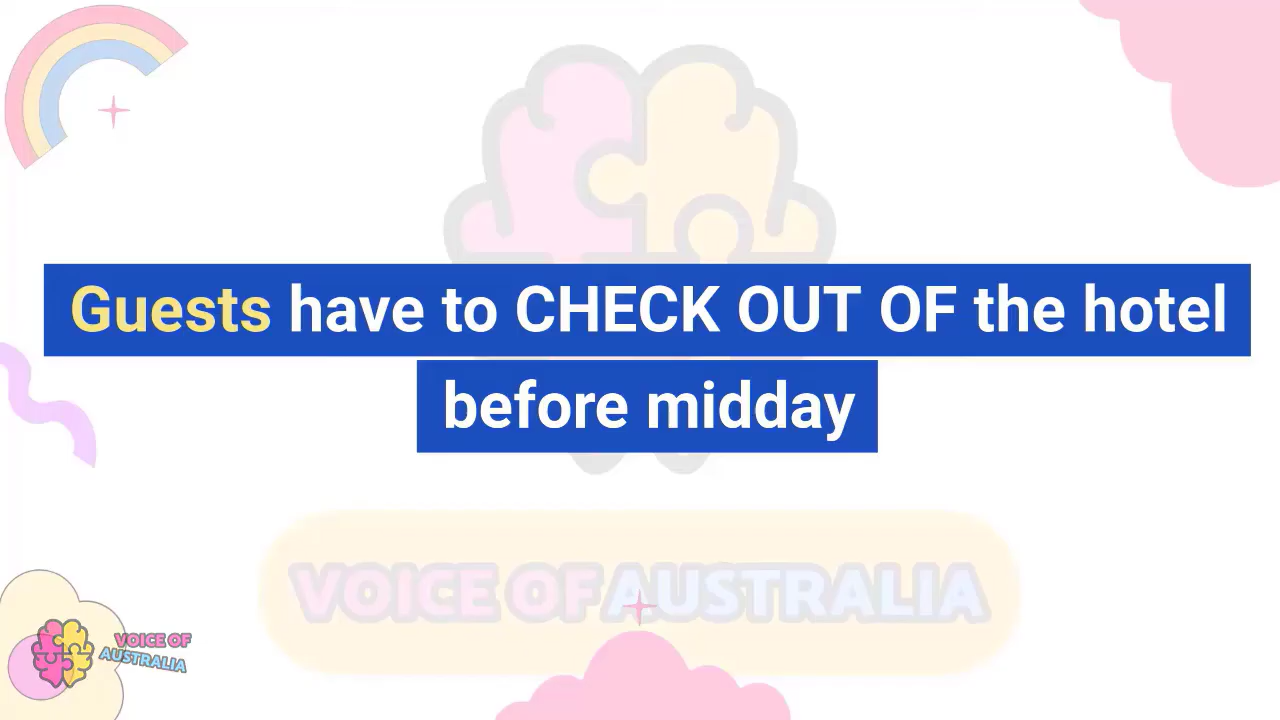 Guests have to CHECK OUT OF the hotel
before midday
VOICE OF AUSTRALIA
VOICE OF
AUSTRALIA